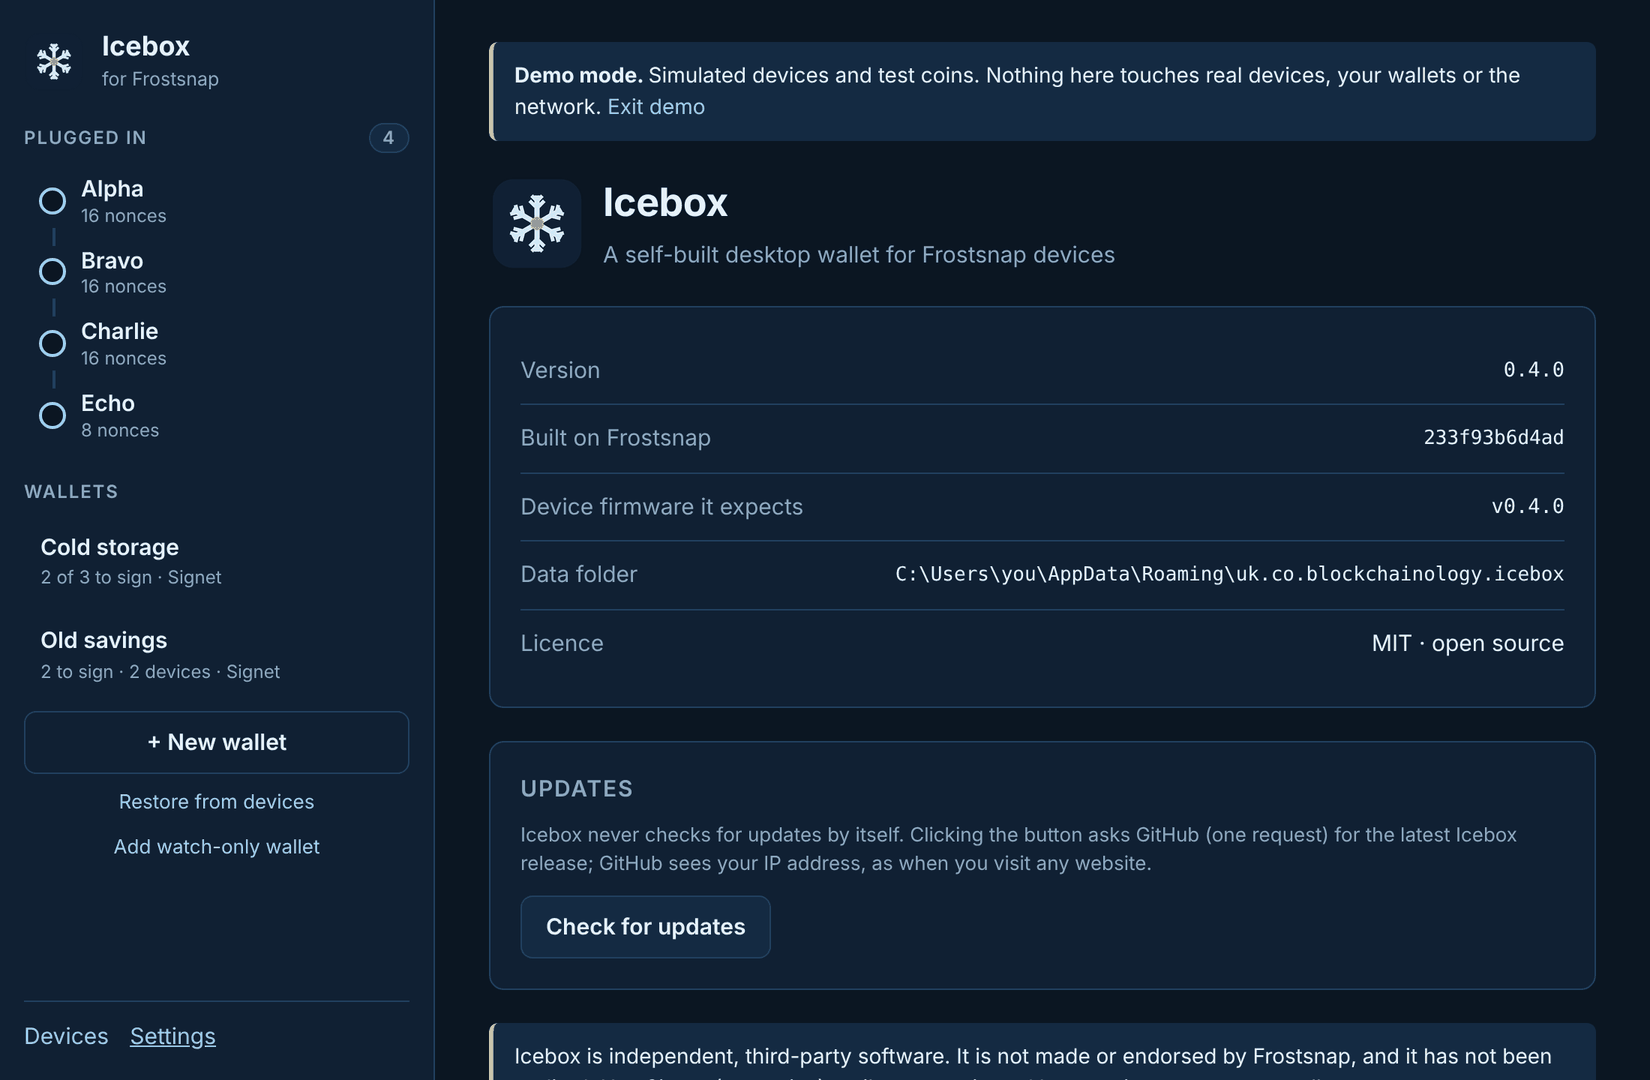 Icebox
for Frostsnap
PLUGGED IN
4
Alpha
16 nonces
Bravo
16 nonces
Charlie
16 nonces
Echo
8 nonces
WALLETS
Cold storage
2 of 3 to sign · Signet
Old savings
2 to sign · 2 devices · Signet
+ New wallet
Restore from devices
Add watch-only wallet
Devices
Settings
Demo mode. Simulated devices and test coins. Nothing here touches real devices, your wallets or the
network. Exit demo
Icebox
A self-built desktop wallet for Frostsnap devices
Version
0.4.0
Built on Frostsnap
233f93b6d4ad
Device firmware it expects
v0.4.0
Data folder
C:\Users\you\AppData\Roaming\uk.co.blockchainology.icebox
Licence
MIT · open source
UPDATES
Icebox never checks for updates by itself. Clicking the button asks GitHub (one request) for the latest Icebox
release; GitHub sees your IP address, as when you visit any website.
Check for updates
Icebox is independent, third-party software. It is not made or endorsed by Frostsnap, and it has not been